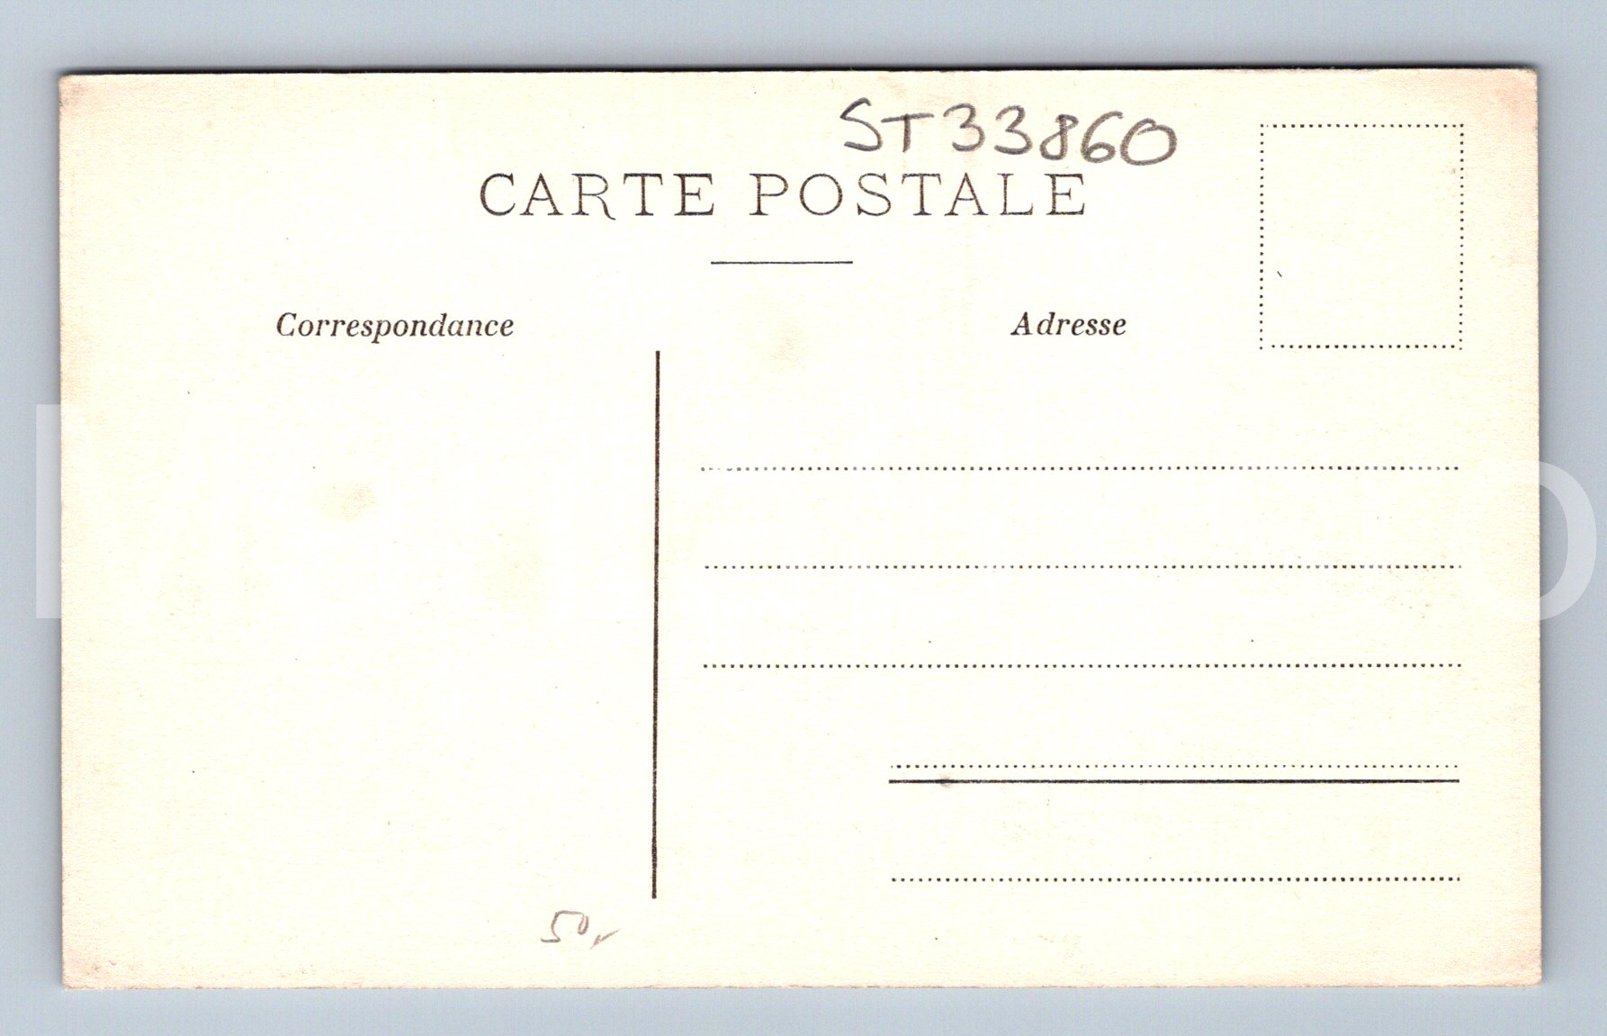 ST33860
CARTE POSTALE
Correspondance
Adresse
50,